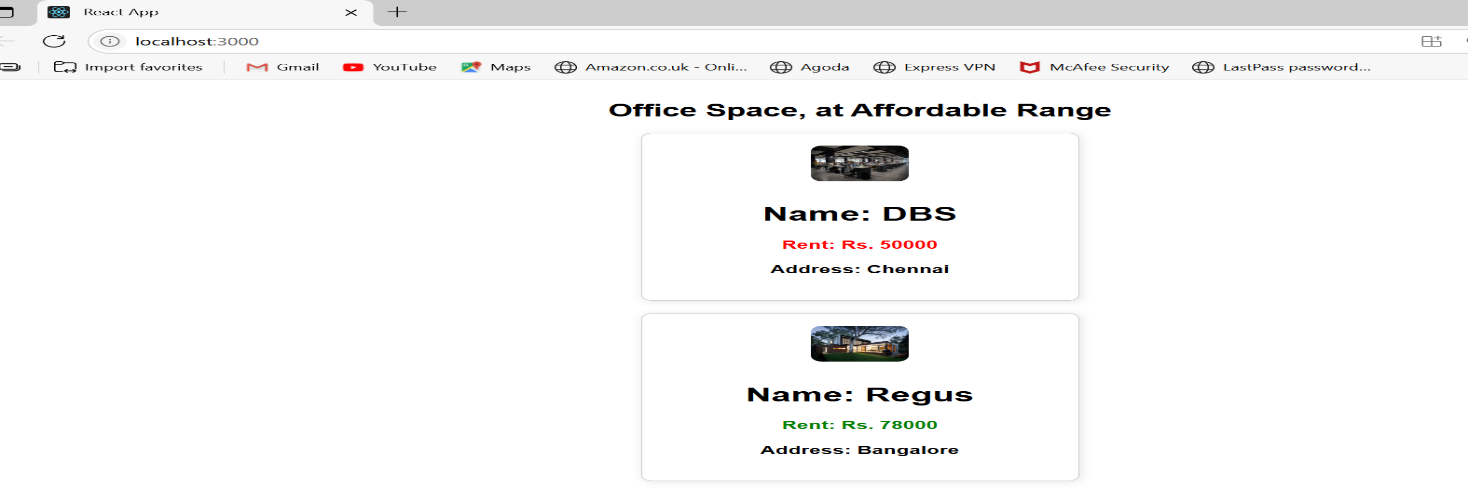 React App
localhost:3000
Import favorites Gmail YouTube Maps Amazon.co.uk - Onli... Agoda Express VPN McAfee Security LastPass password...
Office Space, at Affordable Range
Name: DBS
Rent: Rs. 50000
Address: Chennai
Name: Regus
Rent: Rs. 78000
Address: Bangalore